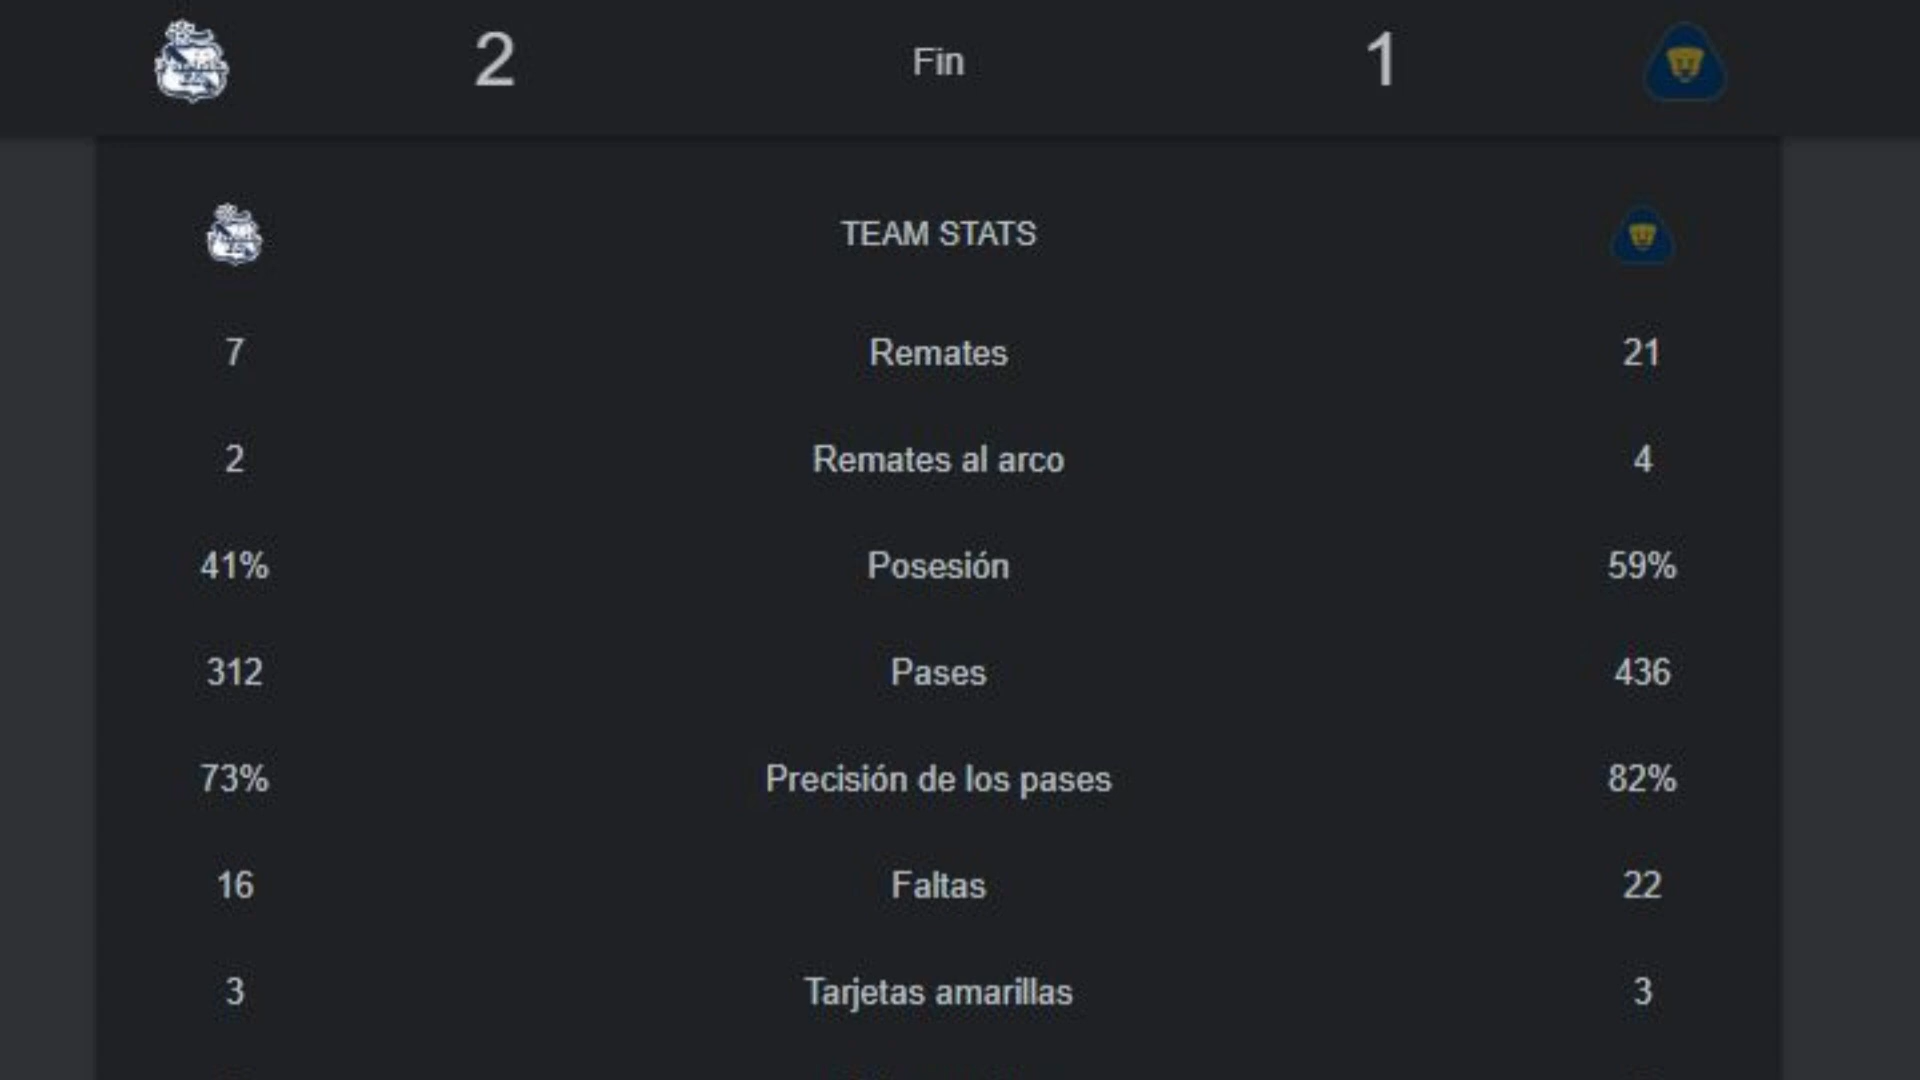 2 Fin 1
TEAM STATS
7 Remates 21
2 Remates al arco 4
41% Posesión 59%
312 Pases 436
73% Precisión de los pases 82%
16 Faltas 22
3 Tarjetas amarillas 3